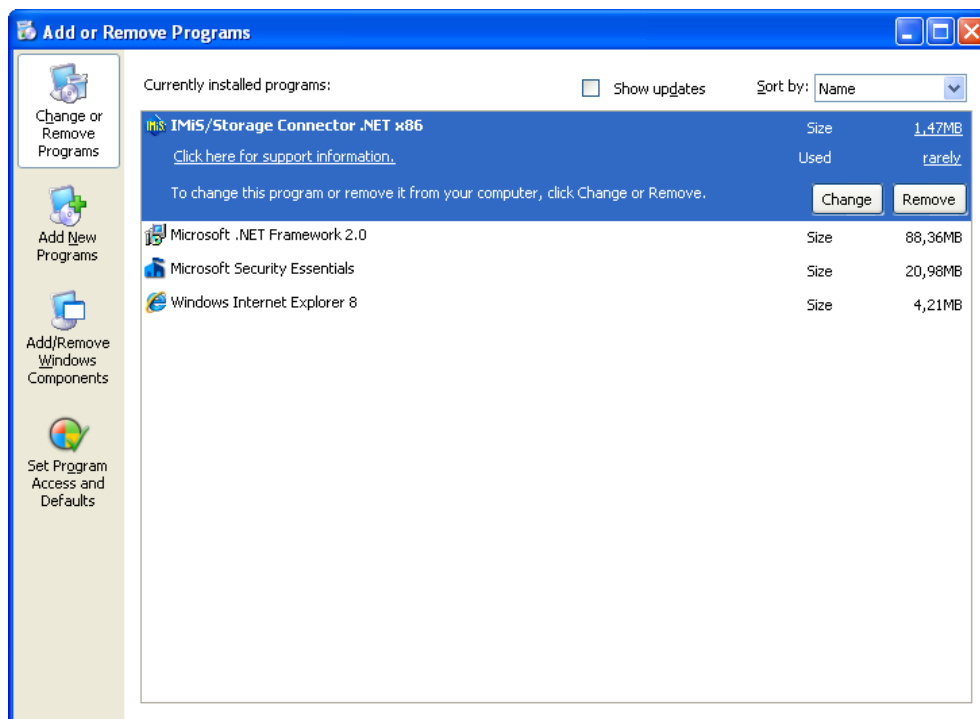 Add or Remove Programs
Change or
Remove
Programs
Add New
Programs
Add/Remove
Windows
Components
Set Program
Access and
Defaults
Currently installed programs:
Show updates
Sort by: Name
IMiS IMiS/Storage Connector .NET x86 Size 1,47MB
Click here for support information. Used rarely
To change this program or remove it from your computer, click Change or Remove. Change Remove
Microsoft .NET Framework 2.0 Size 88,36MB
Microsoft Security Essentials Size 20,98MB
Windows Internet Explorer 8 Size 4,21MB